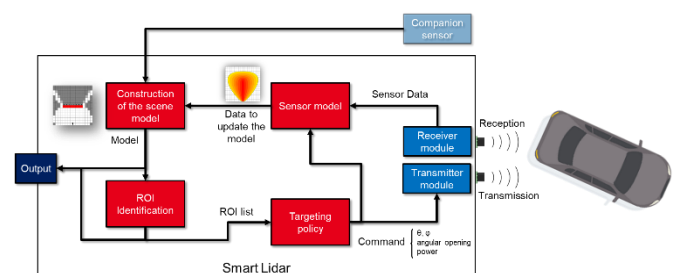 Companion
sensor
Construction
of the scene
model
Sensor model
Sensor Data
Data to
update the
model
Reception
Receiver
module
Model
Output
Transmitter
module
Transmission
ROI
Identification
ROI list
Targeting
policy
Command
θ, φ
angular opening
power
Smart Lidar